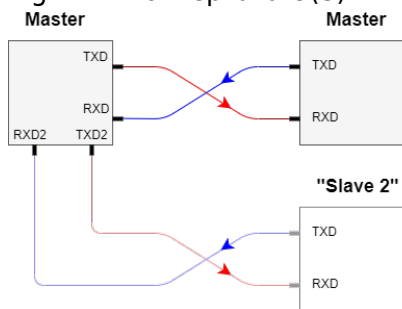 Master Master
TXD TXD
RXD RXD
RXD2 TXD2
"Slave 2"
TXD
RXD